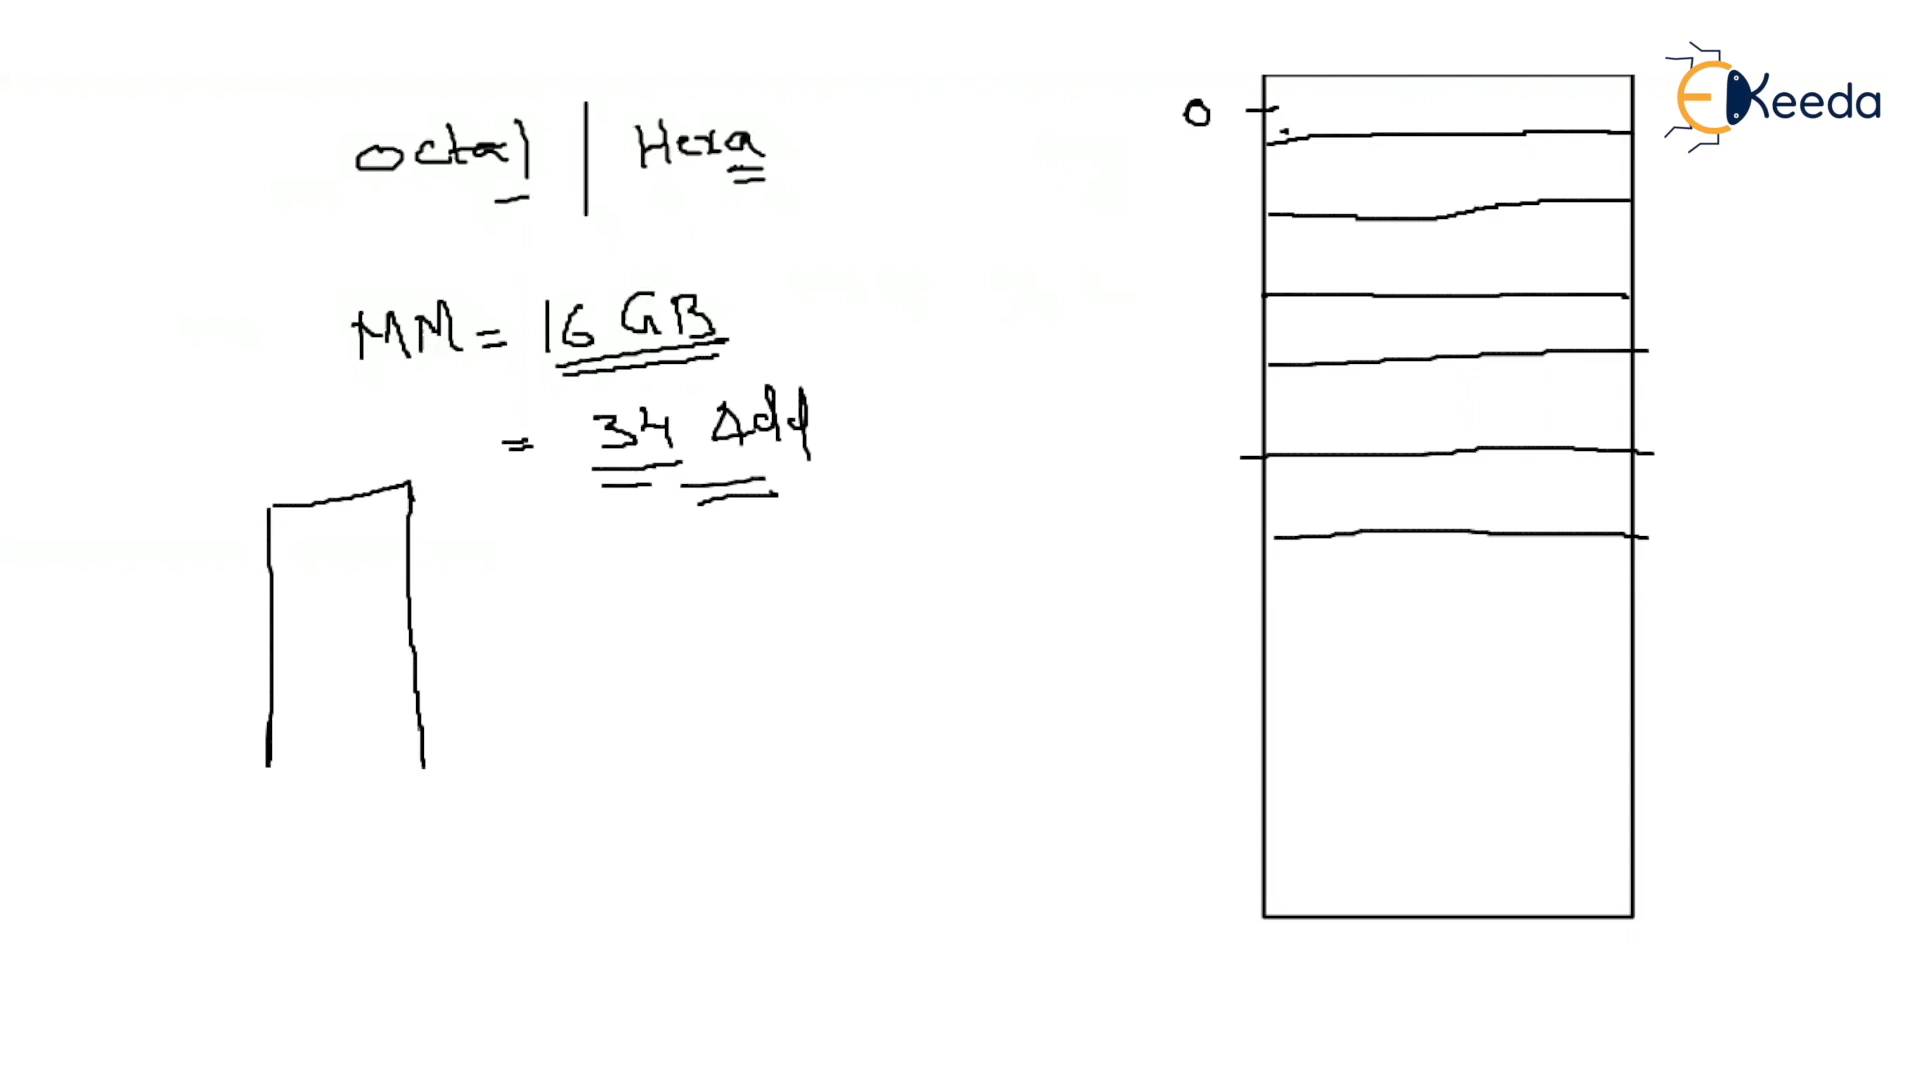 octal | Hexa
MM = 16 GB
= 34 Add
0
EKeeda